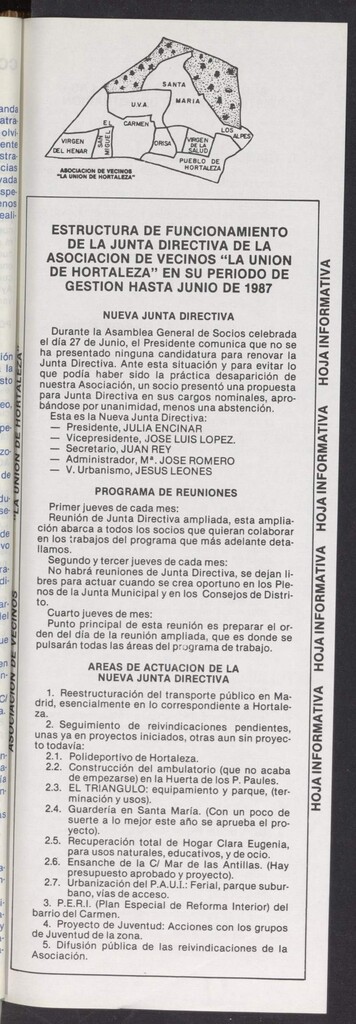 SANTA
MARIA
U.V.A.
EL
CARMEN
LOS
ALPES
VIRGEN
DEL HENAR
SAN
MIGUEL
ORISA
VIRGEN
DE LA
SALUD
PUEBLO DE
HORTALEZA
ASOCIACION DE VECINOS
"LA UNION DE HORTALEZA"
ESTRUCTURA DE FUNCIONAMIENTO
DE LA JUNTA DIRECTIVA DE LA
ASOCIACION DE VECINOS "LA UNION
DE HORTALEZA" EN SU PERIODO DE
GESTION HASTA JUNIO DE 1987
NUEVA JUNTA DIRECTIVA
Durante la Asamblea General de Socios celebrada
el día 27 de Junio, el Presidente comunica que no se
ha presentado ninguna candidatura para renovar la
Junta Directiva. Ante esta situación y para evitar lo
que podía haber sido la práctica desaparición de
nuestra Asociación, un socio presentó una propuesta
para Junta Directiva en sus cargos nominales, apro-
bándose por unanimidad, menos una abstención.
Esta es la Nueva Junta Directiva:
— Presidente, JULIA ENCINAR
— Vicepresidente, JOSE LUIS LOPEZ.
— Secretario, JUAN REY
— Administrador, Mª. JOSE ROMERO
— V. Urbanismo, JESUS LEONES
PROGRAMA DE REUNIONES
Primer jueves de cada mes:
Reunión de Junta Directiva ampliada, esta amplia-
ción abarca a todos los socios que quieran colaborar
en los trabajos del programa que más adelante deta-
llamos.
Segundo y tercer jueves de cada mes:
No habrá reuniones de Junta Directiva, se dejan li-
bres para actuar cuando se crea oportuno en los Ple-
nos de la Junta Municipal y en los Consejos de Distri-
to.
Cuarto jueves de mes:
Punto principal de esta reunión es preparar el or-
den del día de la reunión ampliada, que es donde se
pulsarán todas las áreas del programa de trabajo.
AREAS DE ACTUACION DE LA
NUEVA JUNTA DIRECTIVA
1. Reestructuración del transporte público en Ma-
drid, esencialmente en lo correspondiente a Hortale-
za.
2. Seguimiento de reivindicaciones pendientes,
unas ya en proyectos iniciados, otras aun sin proyec-
to todavía:
2.1. Polideportivo de Hortaleza.
2.2. Construcción del ambulatorio (que no acaba
de empezarse) en la Huerta de los P. Paules.
2.3. EL TRIANGULO: equipamiento y parque, (ter-
minación y usos).
2.4. Guardería en Santa María. (Con un poco de
suerte a lo mejor este año se aprueba el pro-
yecto).
2.5. Recuperación total de Hogar Clara Eugenia,
para usos naturales, educativos, y de ocio.
2.6. Ensanche de la C/ Mar de las Antillas. (Hay
presupuesto aprobado y proyecto).
2.7. Urbanización del P.A.U.I.: Ferial, parque subur-
bano, vías de acceso.
3. P.E.R.I. (Plan Especial de Reforma Interior) del
barrio del Carmen.
4. Proyecto de Juventud: Acciones con los grupos
de Juventud de la zona.
5. Difusión pública de las reivindicaciones de la
Asociación.
HOJA INFORMATIVA HOJA INFORMATIVA HOJA INFORMATIVA HOJA INFORMATIVA
ASOCIACION DE VECINOS "LA UNION DE HORTALEZA"